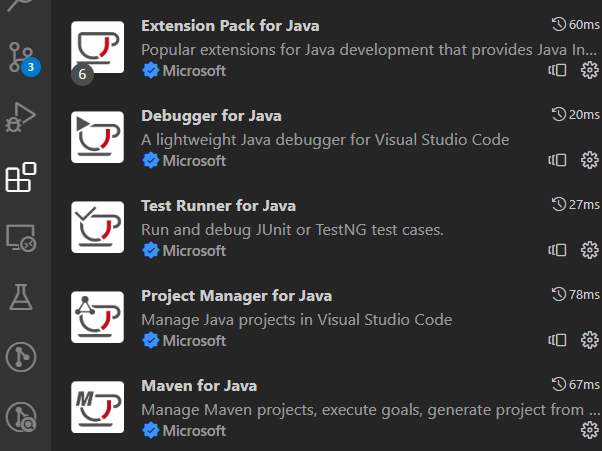 Extension Pack for Java 60ms
Popular extensions for Java development that provides Java In...
6 Microsoft
3
Debugger for Java 20ms
A lightweight Java debugger for Visual Studio Code
Microsoft
Test Runner for Java 27ms
Run and debug JUnit or TestNG test cases.
Microsoft
Project Manager for Java 78ms
Manage Java projects in Visual Studio Code
Microsoft
Maven for Java 67ms
M
Manage Maven projects, execute goals, generate project from ...
Microsoft